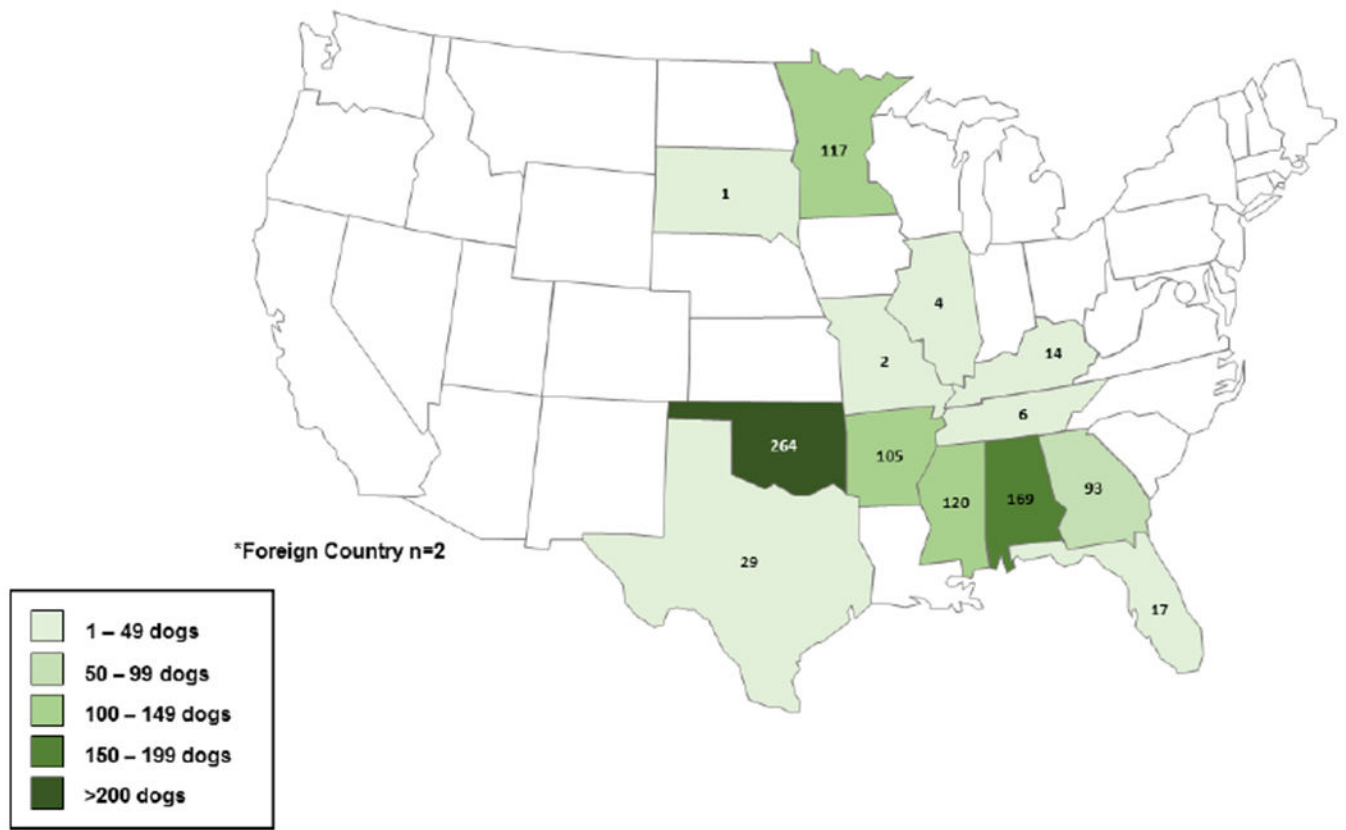 117
1
4
2
14
6
264
105
120
169
93
*Foreign Country n=2
29
17
1 – 49 dogs
50 – 99 dogs
100 – 149 dogs
150 – 199 dogs
>200 dogs